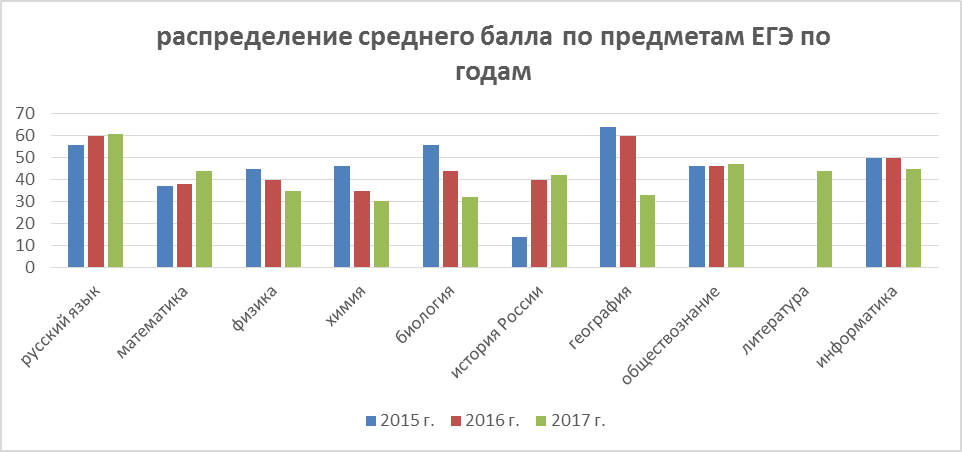 распределение среднего балла по предметам ЕГЭ по
годам
70
60
50
40
30
20
10
0
русский язык
математика
физика
химия
биология
история России
география
обществознание
литература
информатика
2015 г.
2016 г.
2017 г.